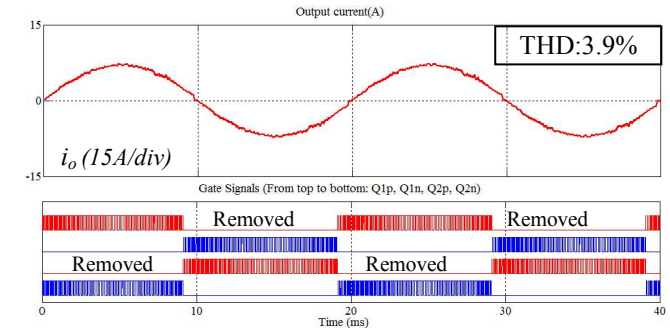 Output current(A)
15
THD:3.9%
0
io (15A/div)
-15
Gate Signals (From top to bottom: Q1p, Q1n, Q2p, Q2n)
Removed Removed
Removed Removed
0 10 20 30 40
Time (ms)